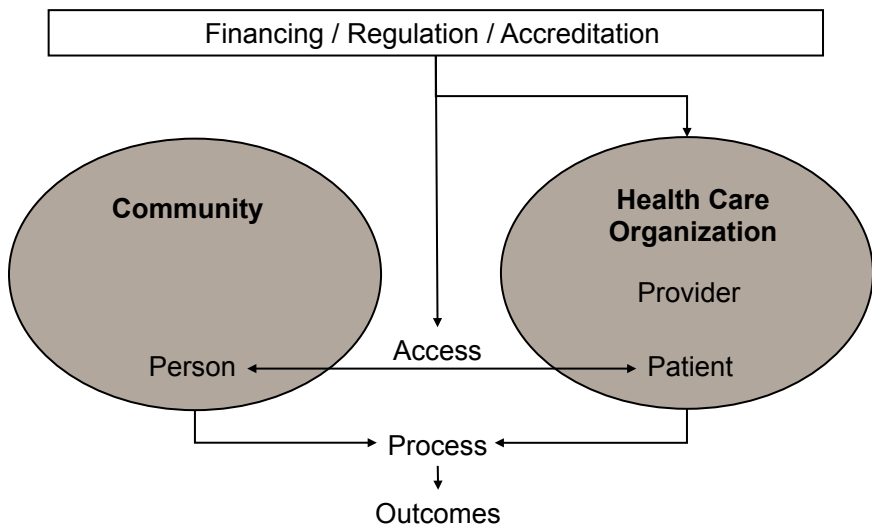 Financing / Regulation / Accreditation
Community
Health Care
Organization
Provider
Access
Person
Patient
Process
Outcomes